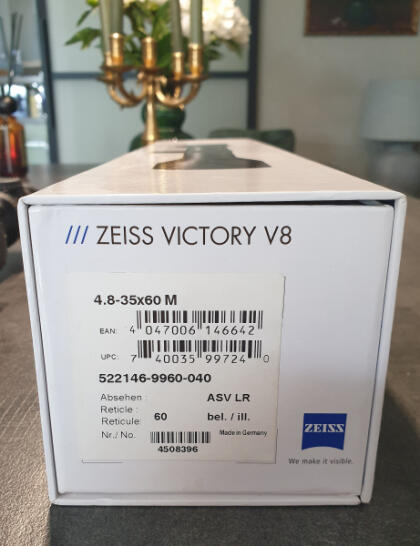 /// ZEISS VICTORY V8
4.8-35x60 M
EAN: 4 047006 146642
UPC: 7 40035 99724 0
522146-9960-040
Absehen : ASV LR
Reticle :
Reticule: 60 bel. / ill.
Nr./ No. Made in Germany
4508396
ZEISS
We make it visible.